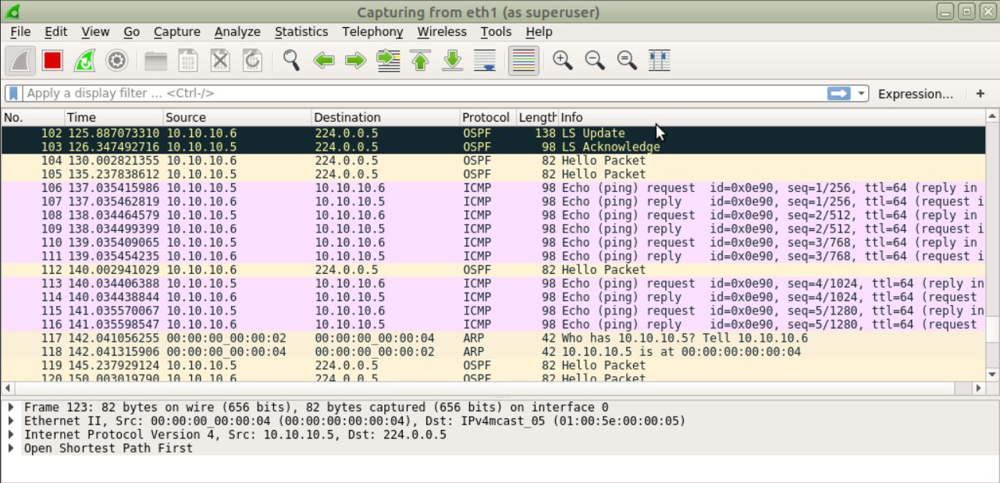 Capturing from eth1 (as superuser)
File Edit View Go Capture Analyze Statistics Telephony Wireless Tools Help
Apply a display filter ... <Ctrl-/> Expression... +
No. Time Source Destination Protocol Length Info
102 125.887073310 10.10.10.6 224.0.0.5 OSPF 138 LS Update
103 126.347492716 10.10.10.5 224.0.0.5 OSPF 98 LS Acknowledge
104 130.002821355 10.10.10.6 224.0.0.5 OSPF 82 Hello Packet
105 135.237838612 10.10.10.5 224.0.0.5 OSPF 82 Hello Packet
106 137.035415986 10.10.10.5 10.10.10.6 ICMP 98 Echo (ping) request id=0x0e90, seq=1/256, ttl=64 (reply in
107 137.035462819 10.10.10.6 10.10.10.5 ICMP 98 Echo (ping) reply id=0x0e90, seq=1/256, ttl=64 (request i
108 138.034464579 10.10.10.5 10.10.10.6 ICMP 98 Echo (ping) request id=0x0e90, seq=2/512, ttl=64 (reply in
109 138.034499399 10.10.10.6 10.10.10.5 ICMP 98 Echo (ping) reply id=0x0e90, seq=2/512, ttl=64 (request i
110 139.035409065 10.10.10.5 10.10.10.6 ICMP 98 Echo (ping) request id=0x0e90, seq=3/768, ttl=64 (reply in
111 139.035454235 10.10.10.6 10.10.10.5 ICMP 98 Echo (ping) reply id=0x0e90, seq=3/768, ttl=64 (request i
112 140.002941029 10.10.10.6 224.0.0.5 OSPF 82 Hello Packet
113 140.034406388 10.10.10.5 10.10.10.6 ICMP 98 Echo (ping) request id=0x0e90, seq=4/1024, ttl=64 (reply in
114 140.034438844 10.10.10.6 10.10.10.5 ICMP 98 Echo (ping) reply id=0x0e90, seq=4/1024, ttl=64 (request
115 141.035570067 10.10.10.5 10.10.10.6 ICMP 98 Echo (ping) request id=0x0e90, seq=5/1280, ttl=64 (reply in
116 141.035598547 10.10.10.6 10.10.10.5 ICMP 98 Echo (ping) reply id=0x0e90, seq=5/1280, ttl=64 (request
117 142.041056255 00:00:00_00:00:02 00:00:00_00:00:04 ARP 42 Who has 10.10.10.5? Tell 10.10.10.6
118 142.041315906 00:00:00_00:00:04 00:00:00_00:00:02 ARP 42 10.10.10.5 is at 00:00:00:00:00:04
119 145.237929124 10.10.10.5 224.0.0.5 OSPF 82 Hello Packet
120 150.003019790 10.10.10.6 224.0.0.5 OSPF 82 Hello Packet
Frame 123: 82 bytes on wire (656 bits), 82 bytes captured (656 bits) on interface 0
Ethernet II, Src: 00:00:00_00:00:04 (00:00:00:00:00:04), Dst: IPv4mcast_05 (01:00:5e:00:00:05)
Internet Protocol Version 4, Src: 10.10.10.5, Dst: 224.0.0.5
Open Shortest Path First